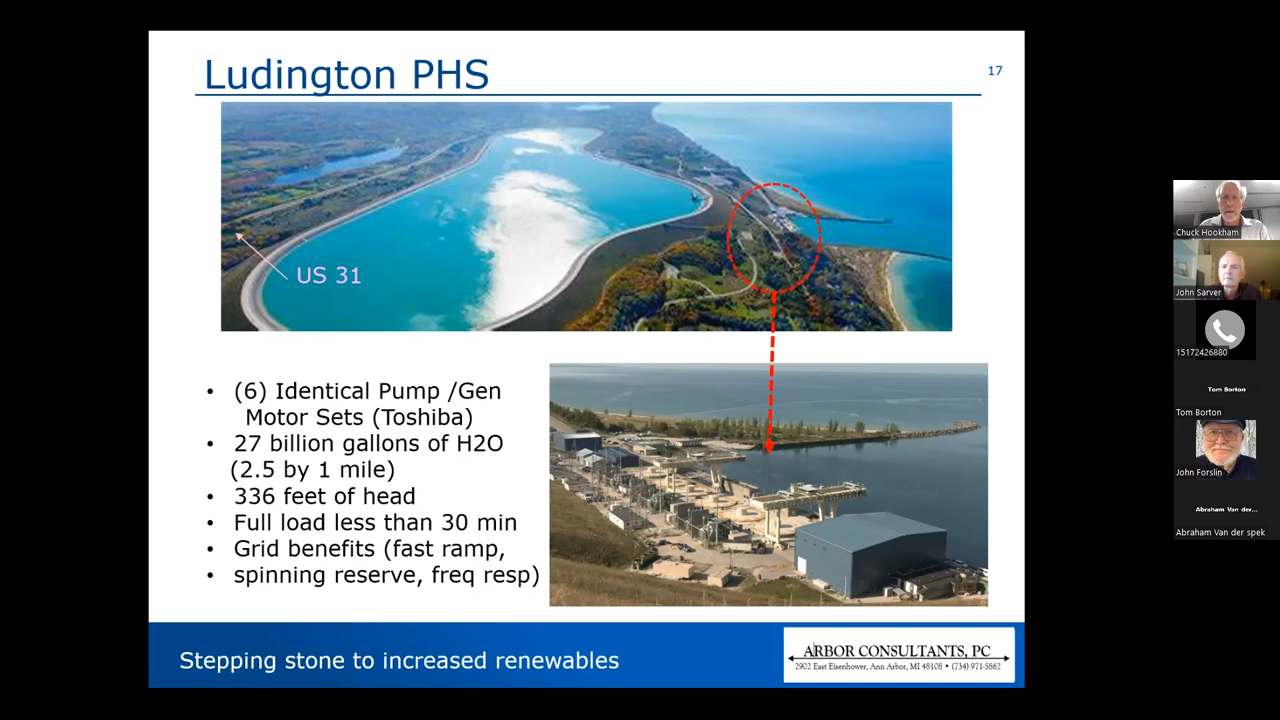 Ludington PHS
17
US 31
• (6) Identical Pump /Gen
Motor Sets (Toshiba)
• 27 billion gallons of H2O
(2.5 by 1 mile)
• 336 feet of head
• Full load less than 30 min
• Grid benefits (fast ramp,
• spinning reserve, freq resp)
Stepping stone to increased renewables
ARBOR CONSULTANTS, PC
2902 East Eisenhower, Ann Arbor, MI 48108 • (734) 971-5862
Chuck Hookham
John Sarver
15172426880
Tom Borton
Tom Borton
John Forslin
Abraham Van der...
Abraham Van der spek